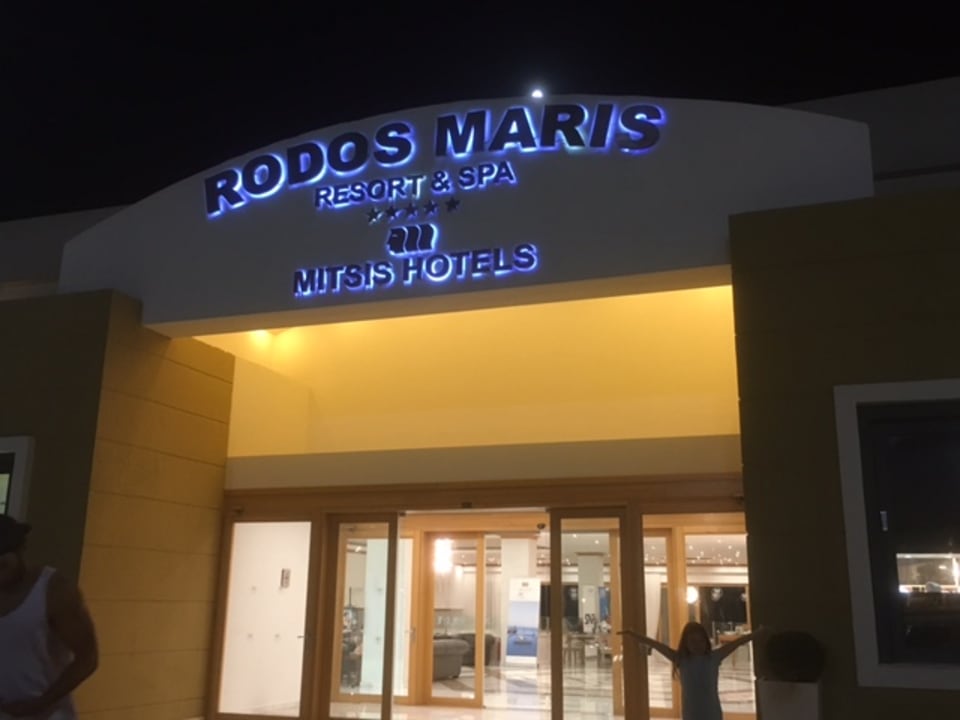 RODOS MARIS
RESORT & SPA
★★★★★
MITSIS HOTELS